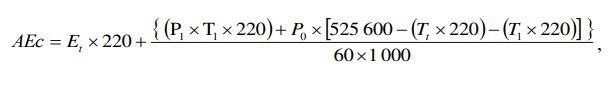 AEc = E_t × 220 + { (P_1 × T_1 × 220) + P_0 × [525 600 – (T_t × 220) – (T_1 × 220)] } / 60 × 1 000 ,